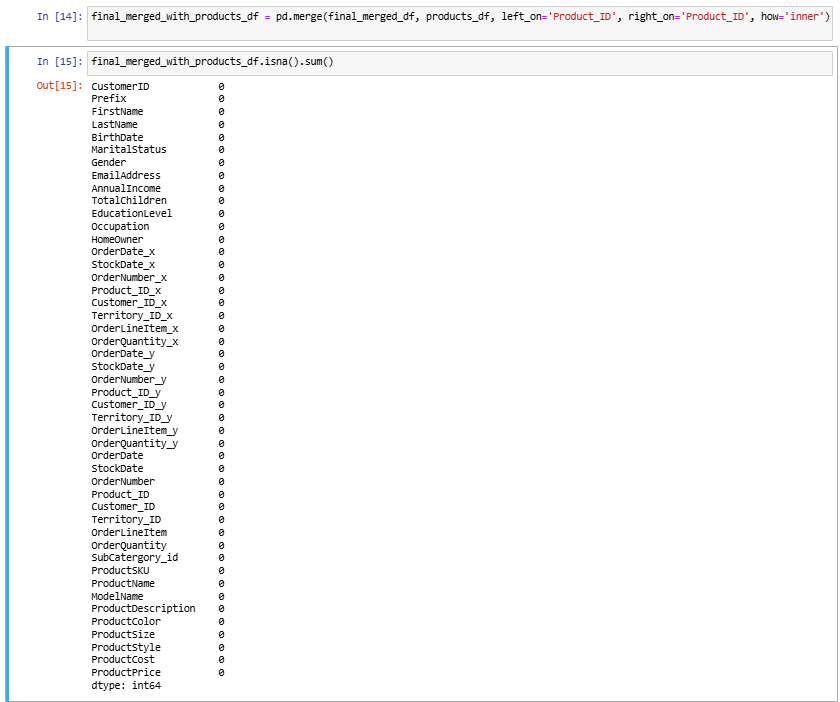 In [14]: final_merged_with_products_df = pd.merge(final_merged_df, products_df, left_on='Product_ID', right_on='Product_ID', how='inner')
In [15]: final_merged_with_products_df.isna().sum()
Out[15]: CustomerID 0
Prefix 0
FirstName 0
LastName 0
BirthDate 0
MaritalStatus 0
Gender 0
EmailAddress 0
AnnualIncome 0
TotalChildren 0
EducationLevel 0
Occupation 0
HomeOwner 0
OrderDate_x 0
StockDate_x 0
OrderNumber_x 0
Product_ID_x 0
Customer_ID_x 0
Territory_ID_x 0
OrderLineItem_x 0
OrderQuantity_x 0
OrderDate_y 0
StockDate_y 0
OrderNumber_y 0
Product_ID_y 0
Customer_ID_y 0
Territory_ID_y 0
OrderLineItem_y 0
OrderQuantity_y 0
OrderDate 0
StockDate 0
OrderNumber 0
Product_ID 0
Customer_ID 0
Territory_ID 0
OrderLineItem 0
OrderQuantity 0
SubCatergory_id 0
ProductSKU 0
ProductName 0
ModelName 0
ProductDescription 0
ProductColor 0
ProductSize 0
ProductStyle 0
ProductCost 0
ProductPrice 0
dtype: int64